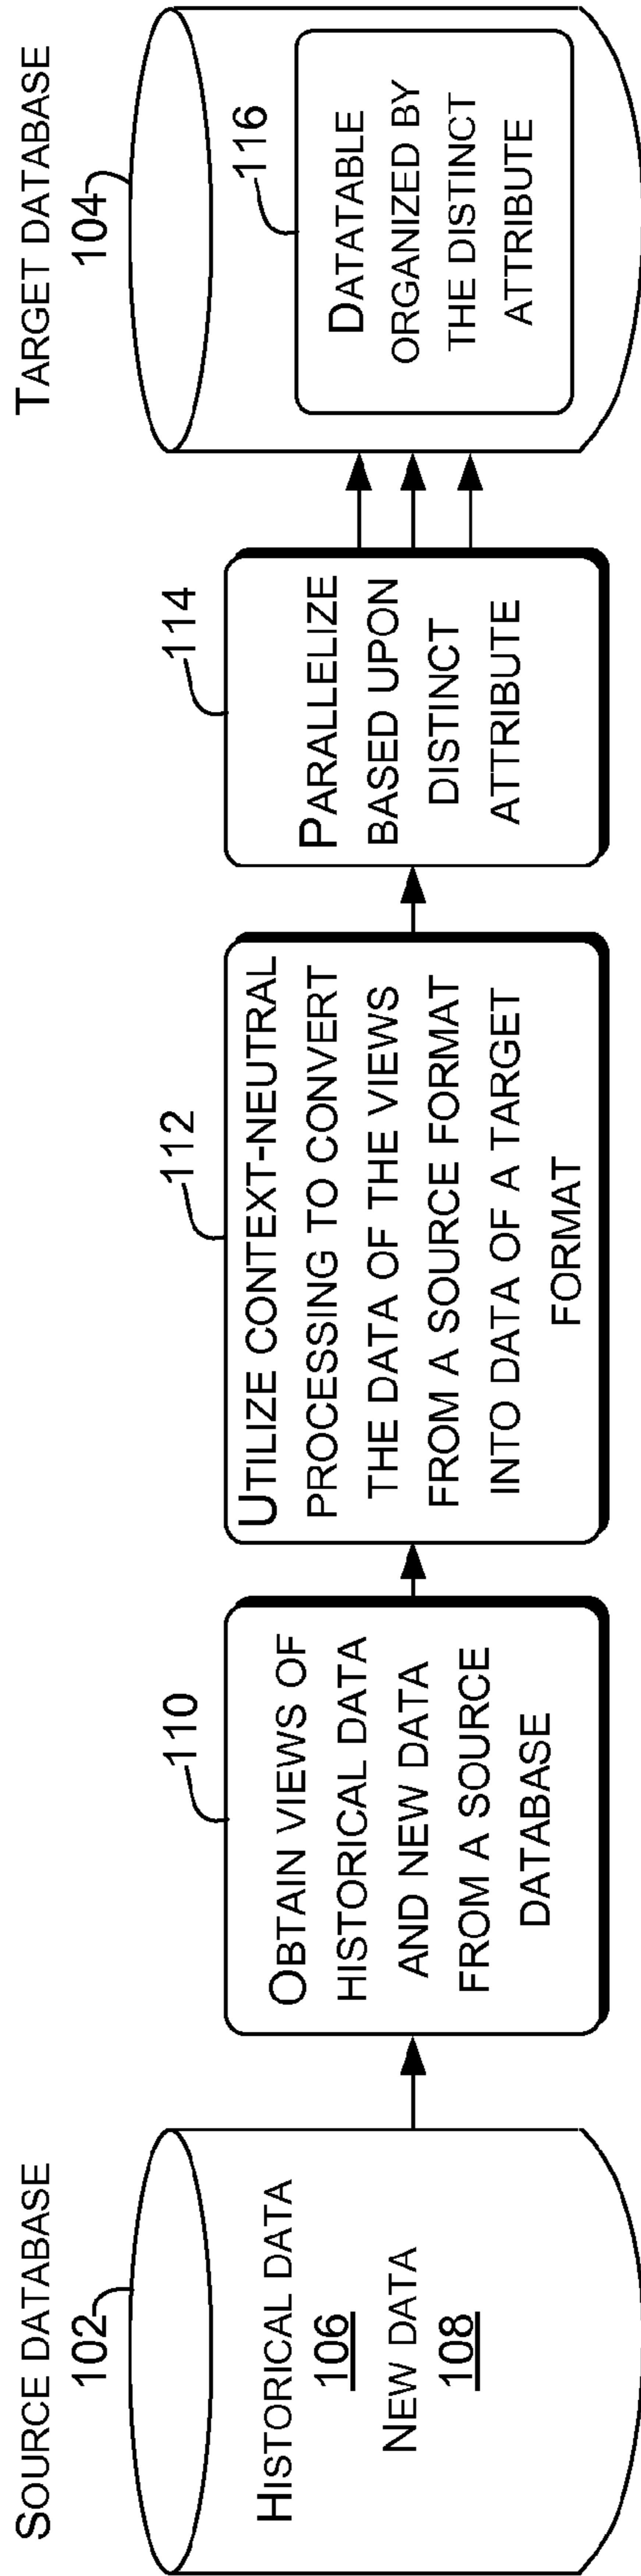 SOURCE DATABASE
102
HISTORICAL DATA
106
NEW DATA
108
110
OBTAIN VIEWS OF
HISTORICAL DATA
AND NEW DATA
FROM A SOURCE
DATABASE
112
UTILIZE CONTEXT-NEUTRAL
PROCESSING TO CONVERT
THE DATA OF THE VIEWS
FROM A SOURCE FORMAT
INTO DATA OF A TARGET
FORMAT
114
PARALLELIZE
BASED UPON
DISTINCT
ATTRIBUTE
TARGET DATABASE
104
116
DATATABLE
ORGANIZED BY
THE DISTINCT
ATTRIBUTE